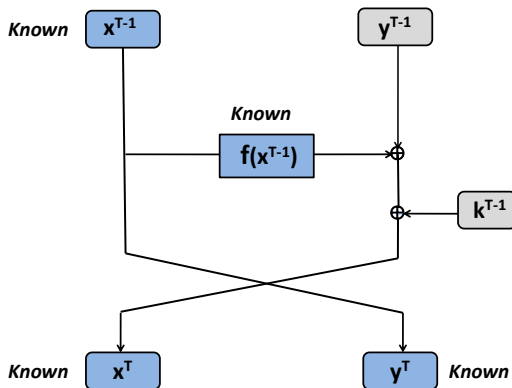 Known x^{T-1} y^{T-1}
Known
f(x^{T-1})
k^{T-1}
Known x^T y^T Known